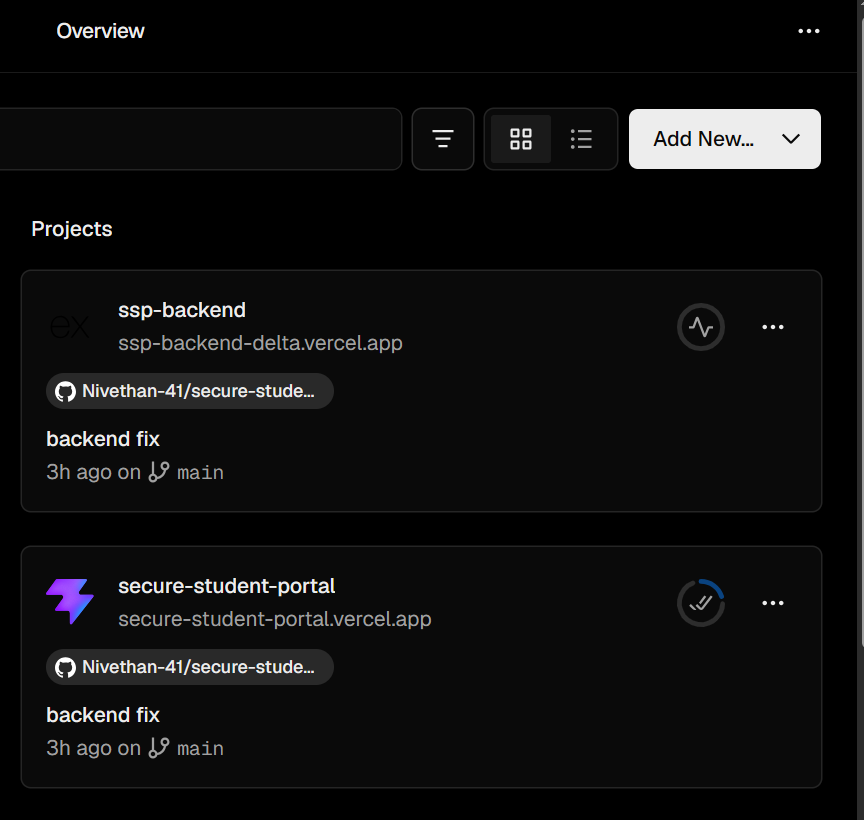 Overview
Add New...
Projects
ex
ssp-backend
ssp-backend-delta.vercel.app
Nivethan-41/secure-stude...
backend fix
3h ago on main
secure-student-portal
secure-student-portal.vercel.app
Nivethan-41/secure-stude...
backend fix
3h ago on main